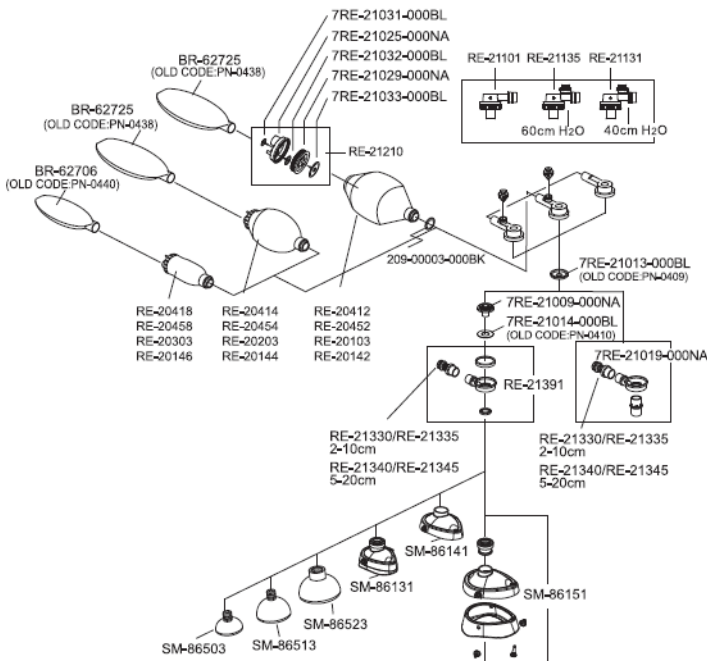 7RE-21031-000BL
7RE-21025-000NA
7RE-21032-000BL
7RE-21029-000NA
7RE-21033-000BL
BR-62725
(OLD CODE:PN-0438)
BR-62725
(OLD CODE:PN-0438)
BR-62706
(OLD CODE:PN-0440)
RE-21210
RE-21101 RE-21135 RE-21131
60cm H2O 40cm H2O
209-00003-000BK
7RE-21013-000BL
(OLD CODE:PN-0409)
RE-20418
RE-20458
RE-20303
RE-20146
RE-20414
RE-20454
RE-20203
RE-20144
RE-20412
RE-20452
RE-20103
RE-20142
7RE-21009-000NA
7RE-21014-000BL
(OLD CODE:PN-0410)
7RE-21019-000NA
RE-21391
RE-21330/RE-21335
2-10cm
RE-21340/RE-21345
5-20cm
RE-21330/RE-21335
2-10cm
RE-21340/RE-21345
5-20cm
SM-86141
SM-86131
SM-86151
SM-86523
SM-86513
SM-86503